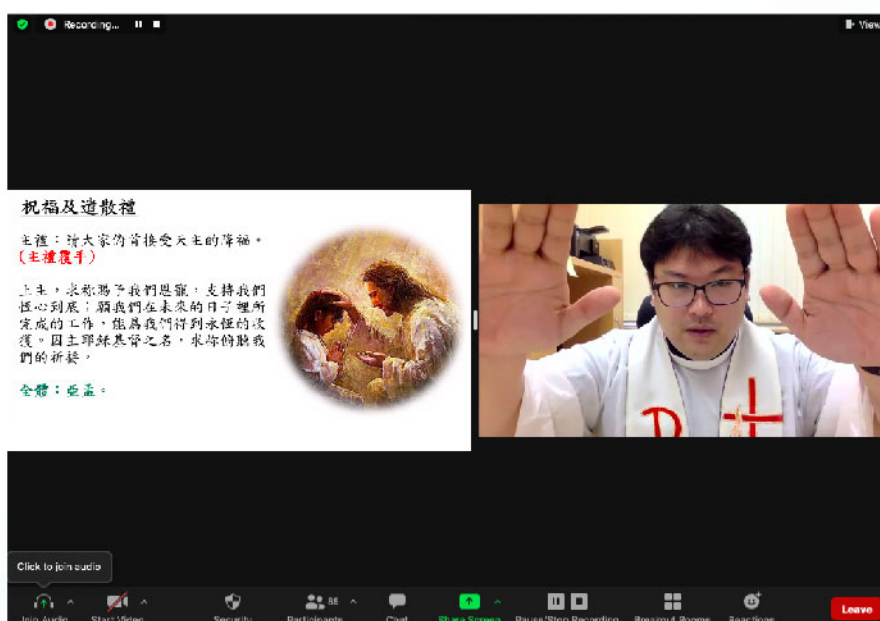 Recording...
View
祝福及遣散禮
主禮：請大家俯首接受天主的降福。
(主禮覆手)
上主，求祢賜予我們恩寵，支持我們
恆心到底；願我們在未來的日子裡所
完成的工作，能為我們得到永恆的收
獲。因主耶穌基督之名，求祢俯聽我
們的祈禱。
全體：亞孟。
Click to join audio
Join Audio
Start Video
Security
Participants
88
Chat
Share Screen
Pause/Stop Recording
Breakout Rooms
Reactions
Leave